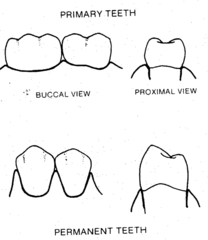 PRIMARY TEETH
BUCCAL VIEW
PROXIMAL VIEW
PERMANENT TEETH